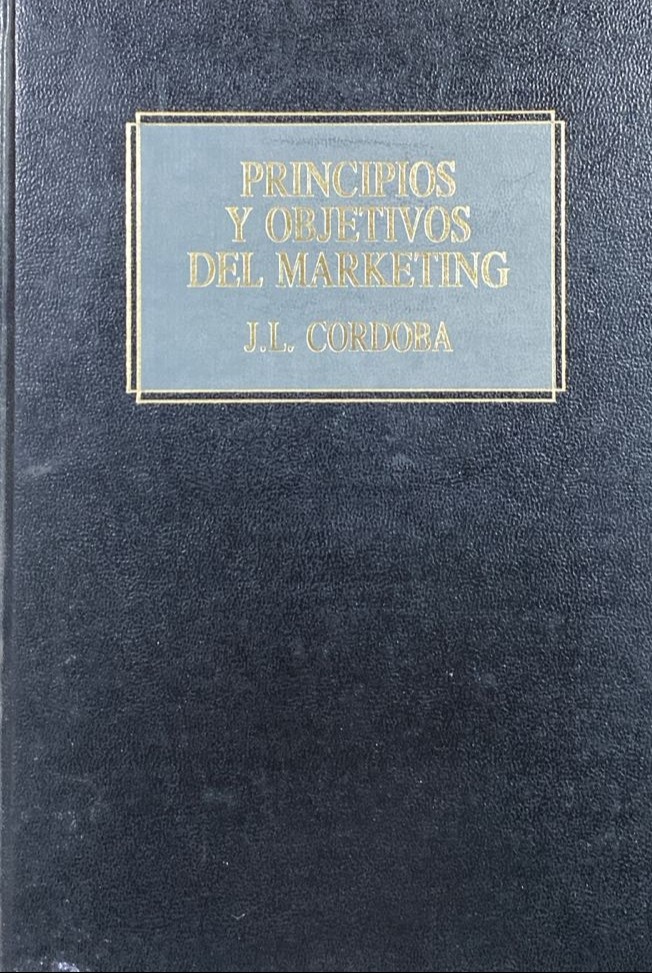 PRINCIPIOS
Y OBJETIVOS
DEL MARKETING
J.L. CORDOBA